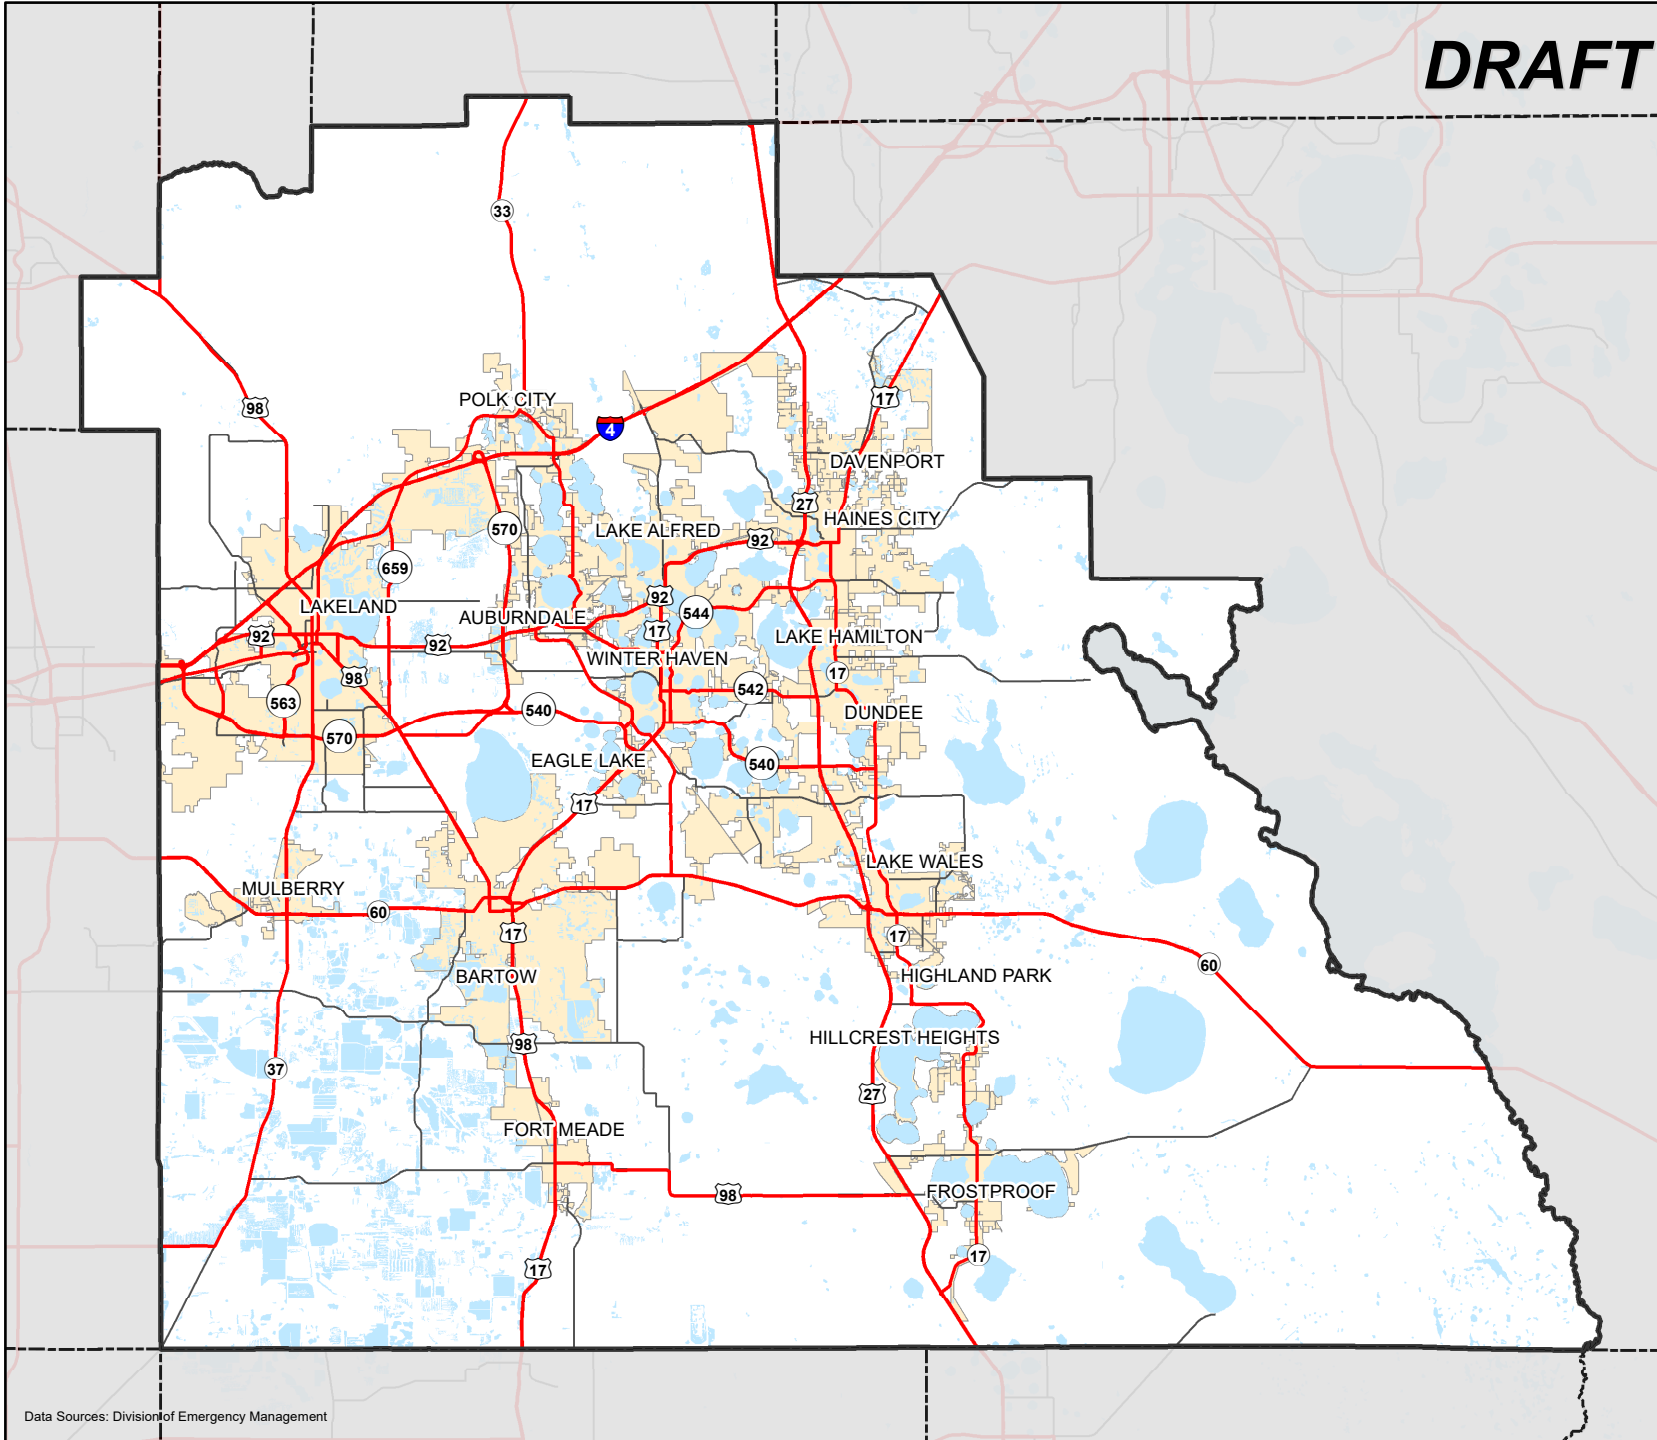 DRAFT
33
98
POLK CITY
4
17
DAVENPORT
27
HAINES CITY
570
LAKE ALFRED
92
659
92
544
LAKELAND
AUBURNDALE
92
92
17
LAKE HAMILTON
WINTER HAVEN
98
17
563
542
540
DUNDEE
570
EAGLE LAKE
540
17
LAKE WALES
MULBERRY
60
17
17
BARTOW
HIGHLAND PARK
60
HILLCREST HEIGHTS
98
37
27
FORT MEADE
98
FROSTPROOF
17
17
Data Sources: Division of Emergency Management